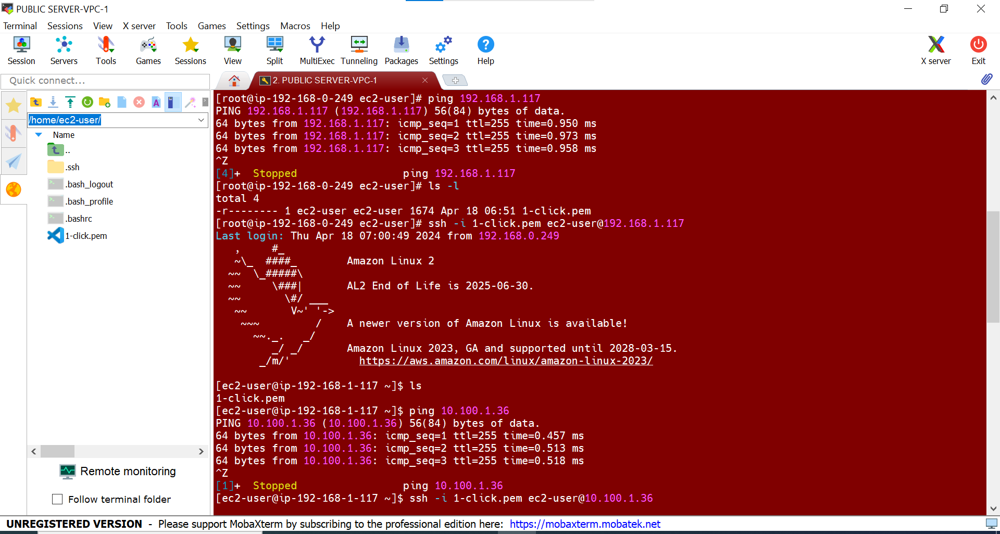 PUBLIC SERVER-VPC-1
Terminal Sessions View X server Tools Games Settings Macros Help
Session Servers Tools Games Sessions View Split MultiExec Tunneling Packages Settings Help X server Exit
Quick connect...
2. PUBLIC SERVER-VPC-1
/home/ec2-user/
Name
..
.ssh
.bash_logout
.bash_profile
.bashrc
1-click.pem
Remote monitoring
Follow terminal folder
[root@ip-192-168-0-249 ec2-user]# ping 192.168.1.117
PING 192.168.1.117 (192.168.1.117) 56(84) bytes of data.
64 bytes from 192.168.1.117: icmp_seq=1 ttl=255 time=0.950 ms
64 bytes from 192.168.1.117: icmp_seq=2 ttl=255 time=0.973 ms
64 bytes from 192.168.1.117: icmp_seq=3 ttl=255 time=0.958 ms
^Z
[4]+  Stopped                 ping 192.168.1.117
[root@ip-192-168-0-249 ec2-user]# ls -l
total 4
-r-------- 1 ec2-user ec2-user 1674 Apr 18 06:51 1-click.pem
[root@ip-192-168-0-249 ec2-user]# ssh -i 1-click.pem ec2-user@192.168.1.117
Last login: Thu Apr 18 07:00:49 2024 from 192.168.0.249
   ,     #_
   ~\_  ####_        Amazon Linux 2
  ~~  \_#####\
  ~~     \###|       AL2 End of Life is 2025-06-30.
  ~~       \#/ ___
   ~~       V~' '->
    ~~~         /    A newer version of Amazon Linux is available!
      ~~._.   _/
         _/ _/       Amazon Linux 2023, GA and supported until 2028-03-15.
       _/m/'           https://aws.amazon.com/linux/amazon-linux-2023/
[ec2-user@ip-192-168-1-117 ~]$ ls
1-click.pem
[ec2-user@ip-192-168-1-117 ~]$ ping 10.100.1.36
PING 10.100.1.36 (10.100.1.36) 56(84) bytes of data.
64 bytes from 10.100.1.36: icmp_seq=1 ttl=255 time=0.457 ms
64 bytes from 10.100.1.36: icmp_seq=2 ttl=255 time=0.513 ms
64 bytes from 10.100.1.36: icmp_seq=3 ttl=255 time=0.518 ms
^Z
[1]+  Stopped                 ping 10.100.1.36
[ec2-user@ip-192-168-1-117 ~]$ ssh -i 1-click.pem ec2-user@10.100.1.36
UNREGISTERED VERSION - Please support MobaXterm by subscribing to the professional edition here: https://mobaxterm.mobatek.net